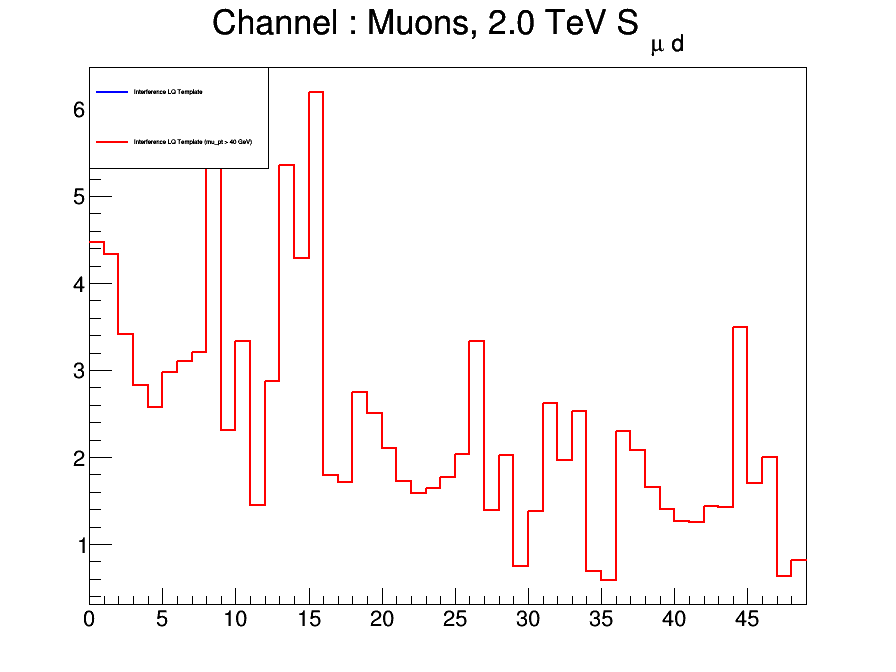 Channel : Muons, 2.0 TeV S μ d
Interference LQ Template
Interference LQ Template (mu_pt > 40 GeV)
6
5
4
3
2
1
0 5 10 15 20 25 30 35 40 45